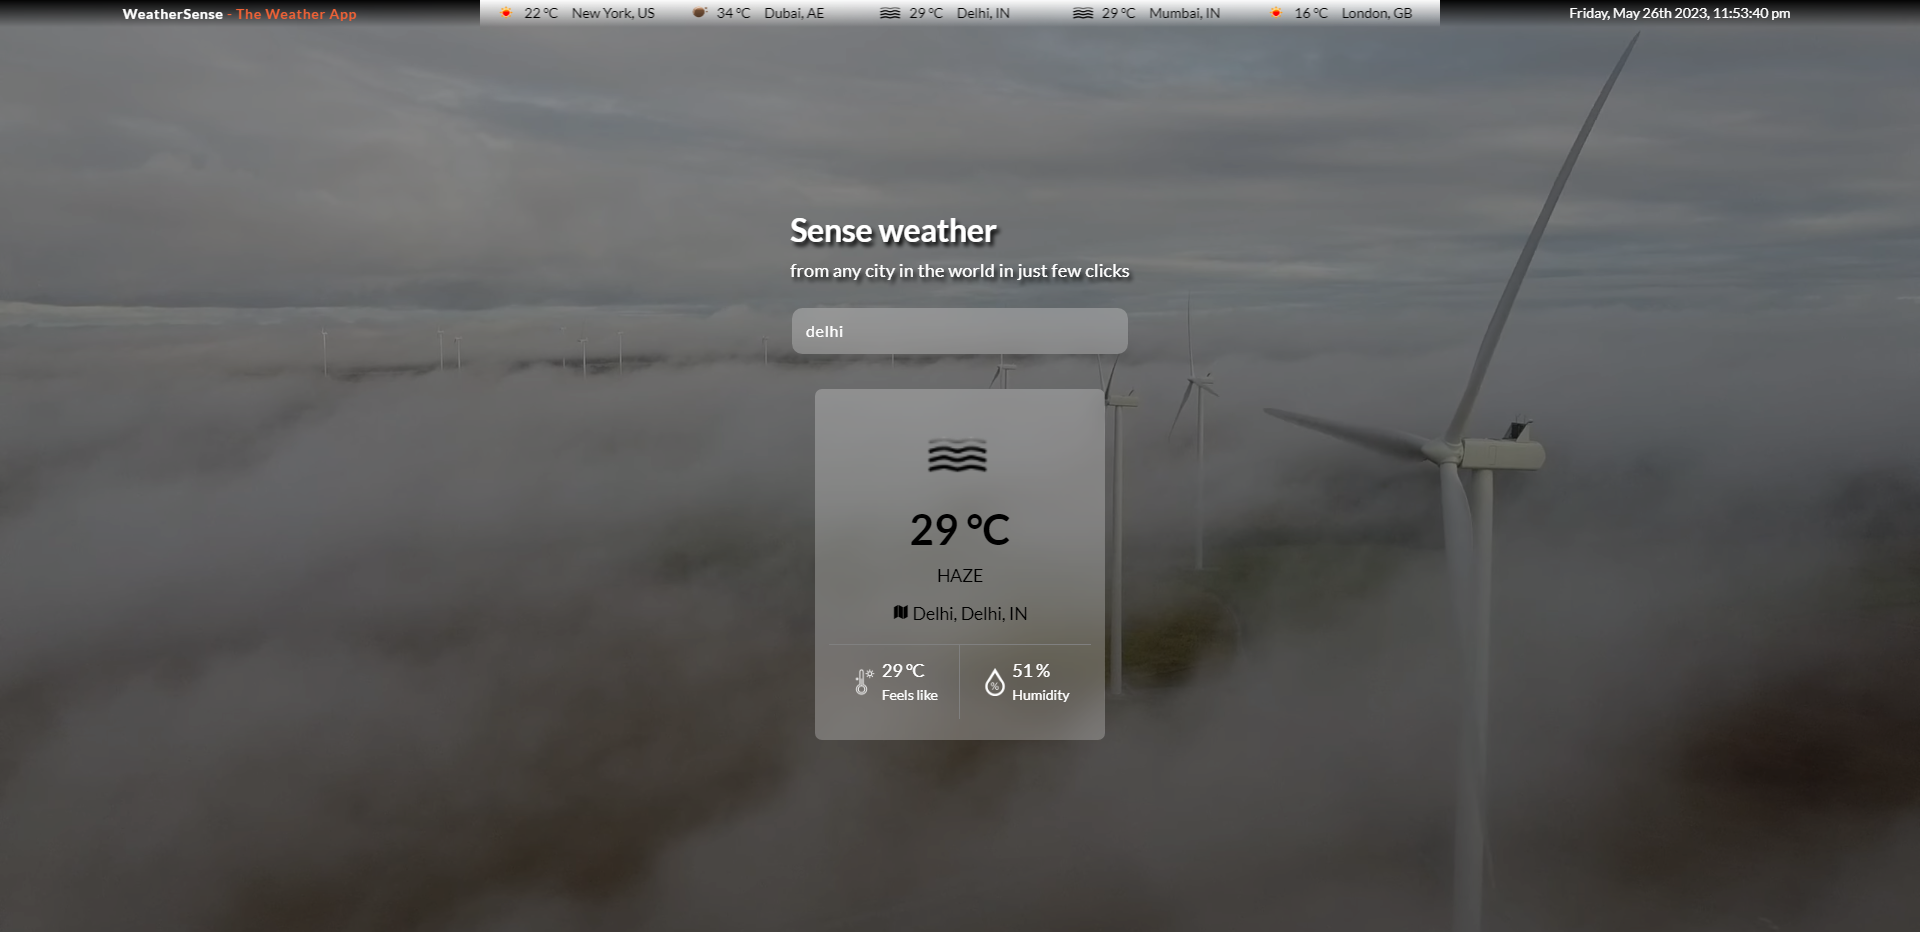 WeatherSense - The Weather App
22 °C New York, US 34 °C Dubai, AE 29 °C Delhi, IN 29 °C Mumbai, IN 16 °C London, GB
Friday, May 26th 2023, 11:53:40 pm
Sense weather
from any city in the world in just few clicks
delhi
29 °C
HAZE
Delhi, Delhi, IN
29 °C
Feels like
%
51 %
Humidity